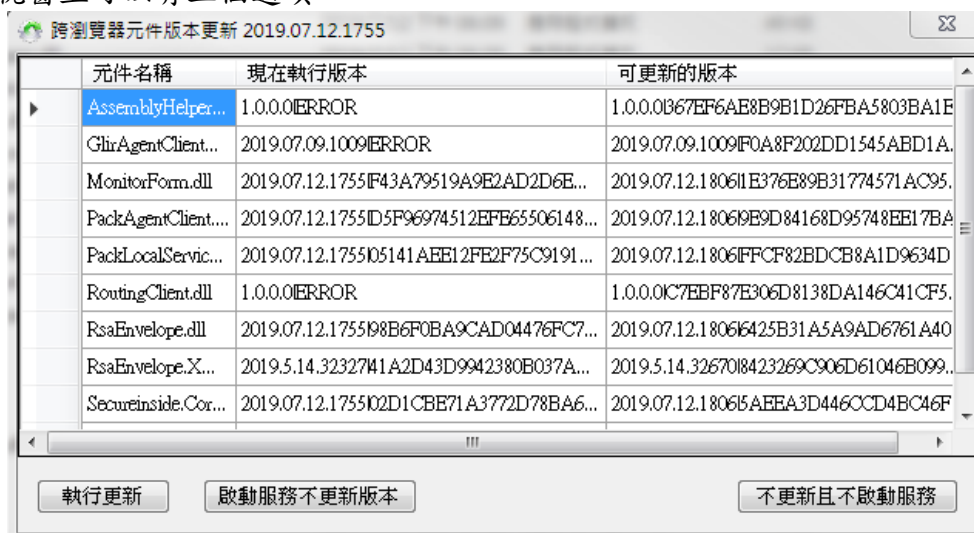 跨瀏覽器元件版本更新 2019.07.12.1755
元件名稱 現在執行版本 可更新的版本
AssemblyHelper... 1.0.0.0|ERROR 1.0.0.0|367EF6AE8B9B1D26FBA5803BA1E
GlirAgentClient... 2019.07.09.1009|ERROR 2019.07.09.1009|F0A8F202DD1545ABD1A.
MonitorForm.dll 2019.07.12.1755|F43A79519A9E2AD2D6E... 2019.07.12.1806|1E376E89B31774571AC95.
PackAgentClient.... 2019.07.12.1755|D5F96974512EFE65506148... 2019.07.12.1806|9E9D84168D95748EE17BA
PackLocalServic... 2019.07.12.1755|05141AEE12FE2F75C9191... 2019.07.12.1806|FFCF82BDCB8A1D9634D
RoutingClient.dll 1.0.0.0|ERROR 1.0.0.0|C7EBF87E306D8138DA146C41CF5.
RsaEnvelope.dll 2019.07.12.1755|98B6F0BA9CAD04476FC7... 2019.07.12.1806|6425B31A5A9AD6761A40
RsaEnvelope.X... 2019.5.14.32327|41A2D43D9942380B037A... 2019.5.14.32670|8423269C906D61046B099..
Secureinside.Cor... 2019.07.12.1755|02D1CBE71A3772D78BA6... 2019.07.12.1806|5AEEA3D446CCD4BC46F
執行更新 啟動服務不更新版本 不更新且不啟動服務